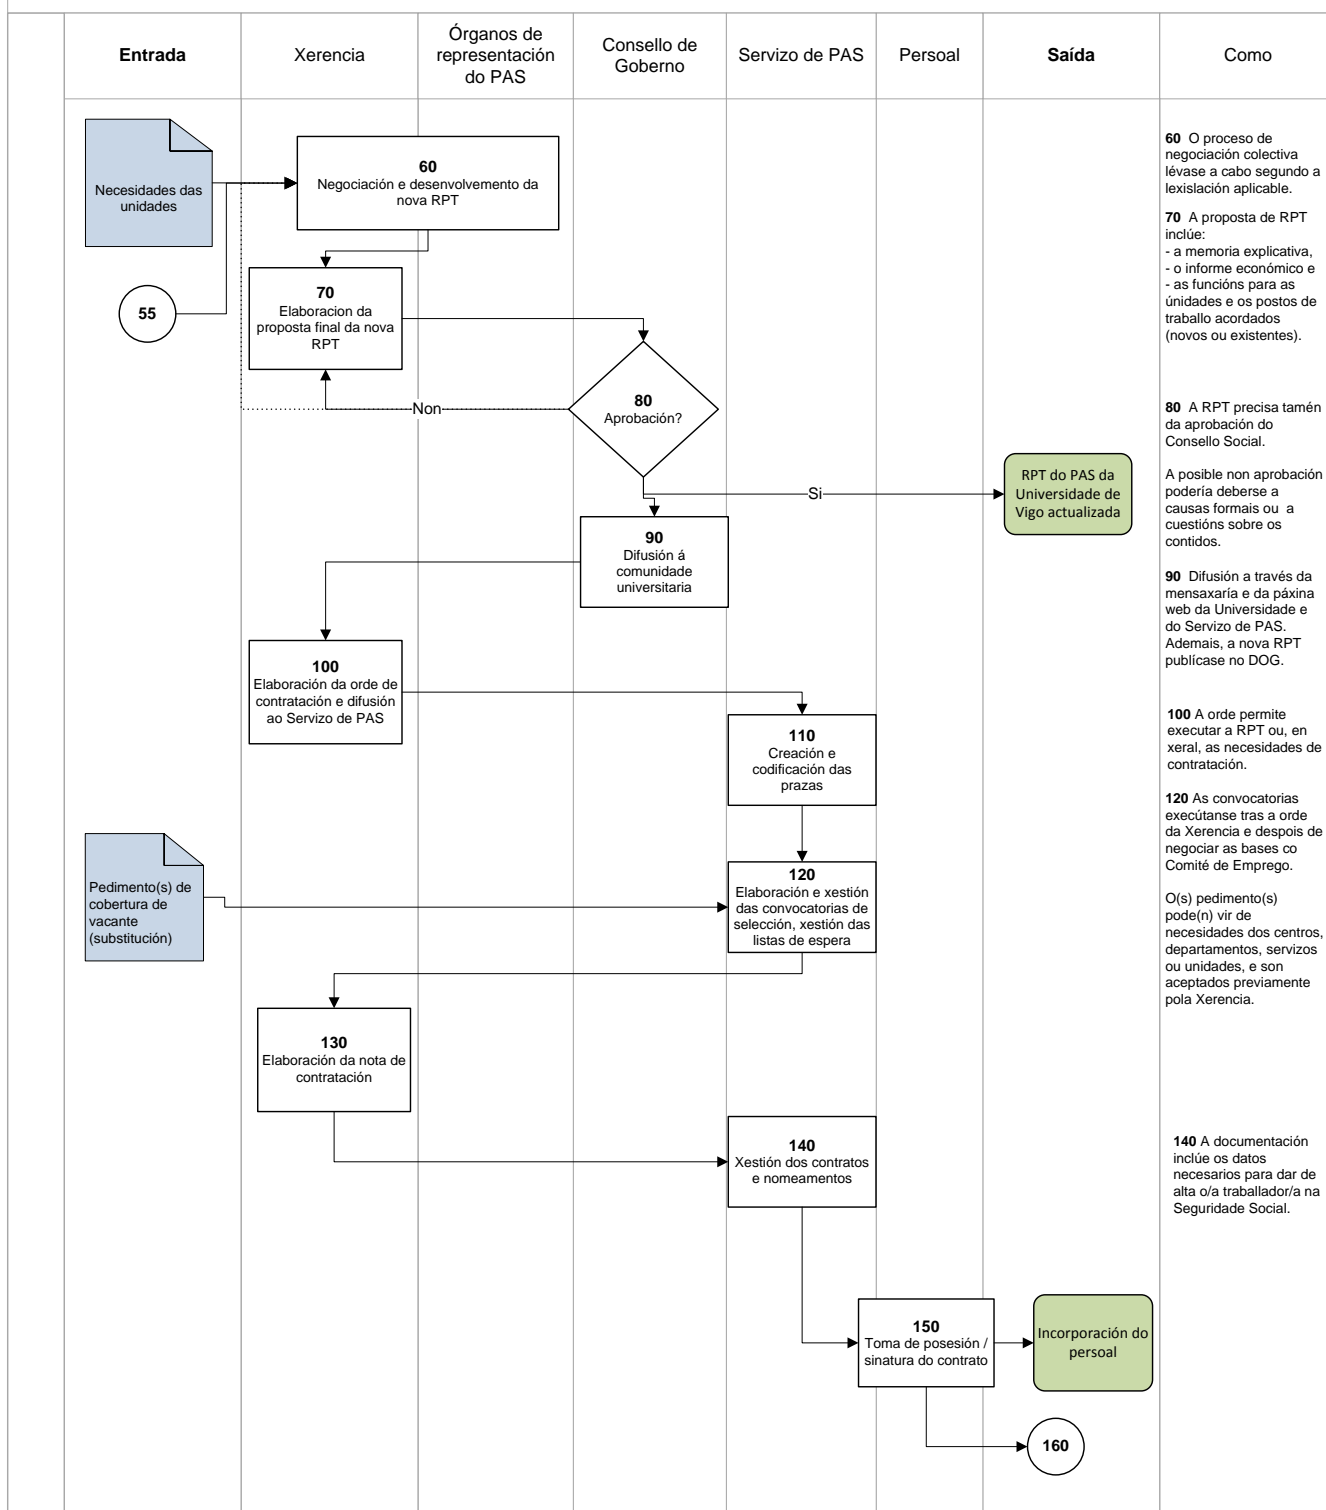 Entrada
Xerencia
Órganos de
representación
do PAS
Consello de
Goberno
Servizo de PAS
Persoal
Saída
Como
Necesidades das
unidades
55
60
Negociación e desenvolvemento da
nova RPT
70
Elaboracion da
proposta final da nova
RPT
80
Aprobación?
Non
Si
RPT do PAS da
Universidade de
Vigo actualizada
90
Difusión á
comunidade
universitaria
100
Elaboración da orde de
contratación e difusión
ao Servizo de PAS
110
Creación e
codificación das
prazas
Pedimento(s) de
cobertura de
vacante
(substitución)
120
Elaboración e xestión
das convocatorias de
selección, xestión das
listas de espera
130
Elaboración da nota de
contratación
140
Xestión dos contratos
e nomeamentos
150
Toma de posesión /
sinatura do contrato
Incorporación do
persoal
160
60 O proceso de
negociación colectiva
lévase a cabo segundo a
lexislación aplicable.
70 A proposta de RPT
inclúe:
- a memoria explicativa,
- o informe económico e
- as funcións para as
únidades e os postos de
traballo acordados
(novos ou existentes).
80 A RPT precisa tamén
da aprobación do
Consello Social.
A posible non aprobación
podería deberse a
causas formais ou a
cuestións sobre os
contidos.
90 Difusión a través da
mensaxaría e da páxina
web da Universidade e
do Servizo de PAS.
Ademais, a nova RPT
publícase no DOG.
100 A orde permite
executar a RPT ou, en
xeral, as necesidades de
contratación.
120 As convocatorias
execútanse tras a orde
da Xerencia e despois de
negociar as bases co
Comité de Emprego.
O(s) pedimento(s)
pode(n) vir de
necesidades dos centros,
departamentos, servizos
ou unidades, e son
aceptados previamente
pola Xerencia.
140 A documentación
inclúe os datos
necesarios para dar de
alta o/a traballador/a na
Seguridade Social.